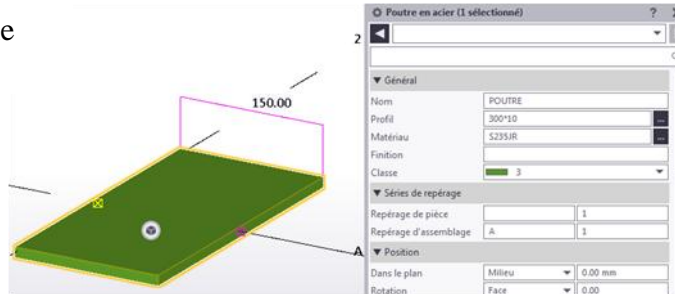 e
2
150.00
A
Poutre en acier (1 sélectionné) ?
Général
Nom POUTRE
Profil 300*10 ...
Matériau S235JR ...
Finition
Classe 3
Séries de repérage
Repérage de pièce 1
Repérage d'assemblage A 1
Position
Dans le plan Milieu 0.00 mm
Rotation Face 0.00